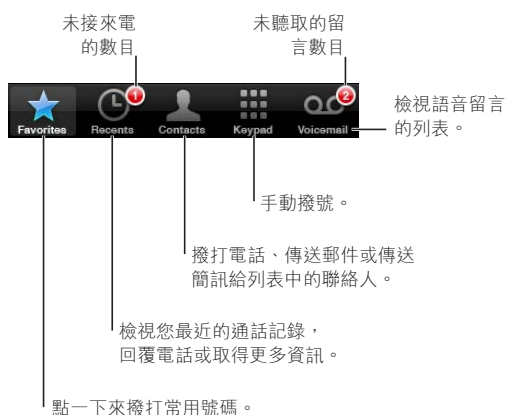 未接來電
的數目
未聽取的留
言數目
1
2
Favorites
Recents
Contacts
Keypad
Voicemail
檢視語音留言
的列表。
手動撥號。
撥打電話、傳送郵件或傳送
簡訊給列表中的聯絡人。
檢視您最近的通話記錄，
回覆電話或取得更多資訊。
點一下來撥打常用號碼。